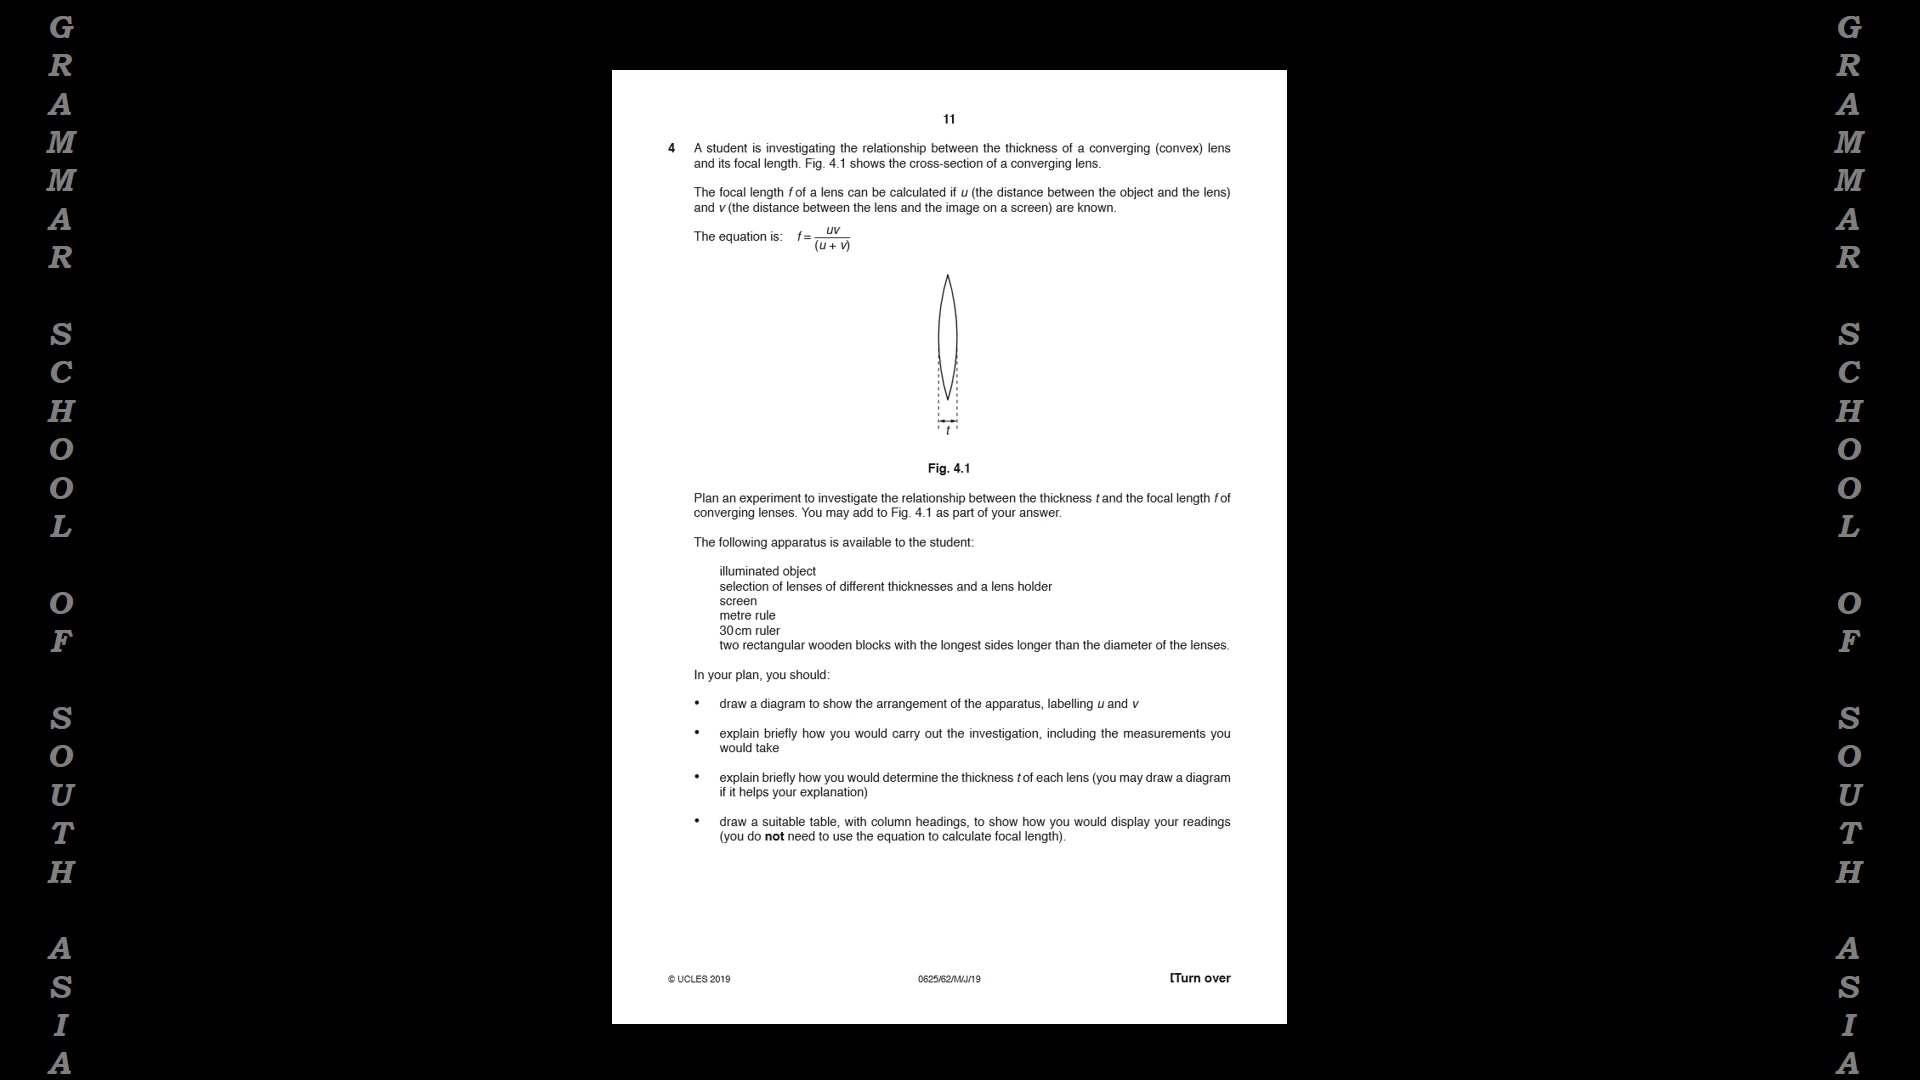 G
R
A
M
M
A
R
S
C
H
O
O
L
O
F
S
O
U
T
H
A
S
I
A
11
4 A student is investigating the relationship between the thickness of a converging (convex) lens
and its focal length. Fig. 4.1 shows the cross-section of a converging lens.
The focal length f of a lens can be calculated if u (the distance between the object and the lens)
and v (the distance between the lens and the image on a screen) are known.
The equation is: f = uv / (u + v)
t
Fig. 4.1
Plan an experiment to investigate the relationship between the thickness t and the focal length f of
converging lenses. You may add to Fig. 4.1 as part of your answer.
The following apparatus is available to the student:
illuminated object
selection of lenses of different thicknesses and a lens holder
screen
metre rule
30 cm ruler
two rectangular wooden blocks with the longest sides longer than the diameter of the lenses.
In your plan, you should:
• draw a diagram to show the arrangement of the apparatus, labelling u and v
• explain briefly how you would carry out the investigation, including the measurements you
would take
• explain briefly how you would determine the thickness t of each lens (you may draw a diagram
if it helps your explanation)
• draw a suitable table, with column headings, to show how you would display your readings
(you do not need to use the equation to calculate focal length).
© UCLES 2019 0625/62/M/J/19 [Turn over
G
R
A
M
M
A
R
S
C
H
O
O
L
O
F
S
O
U
T
H
A
S
I
A